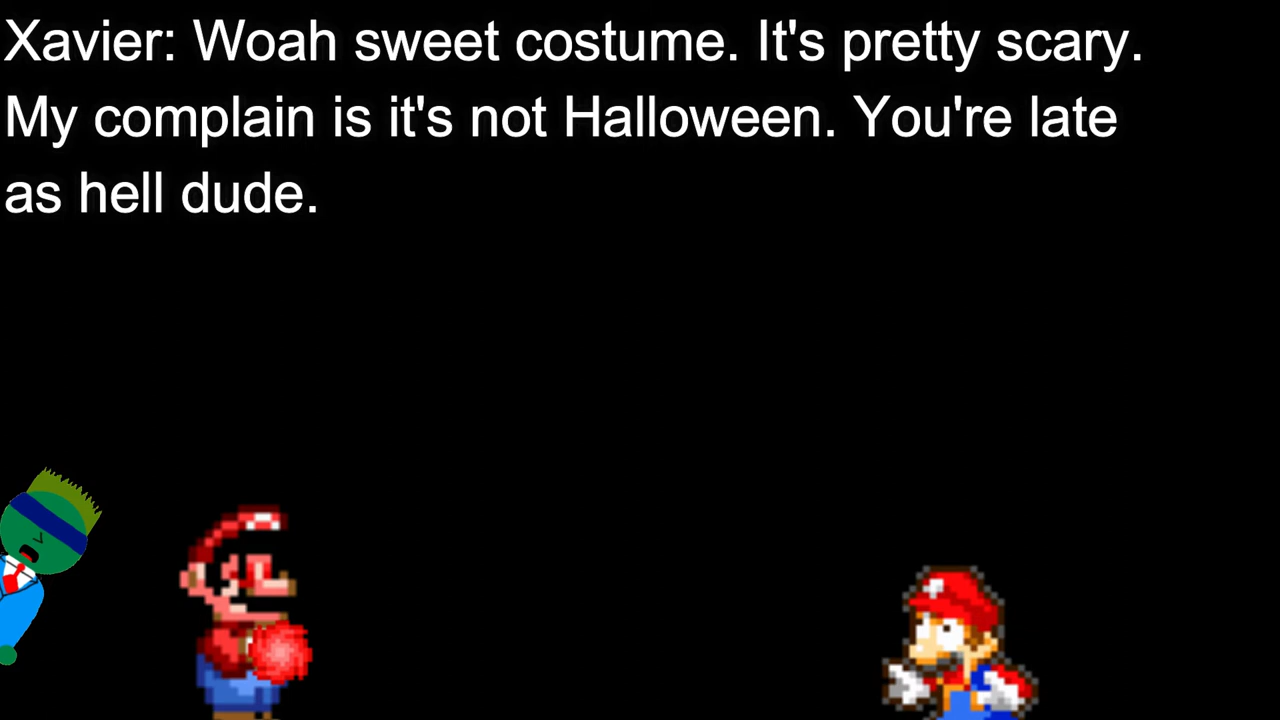 Xavier: Woah sweet costume. It's pretty scary.
My complain is it's not Halloween. You're late
as hell dude.